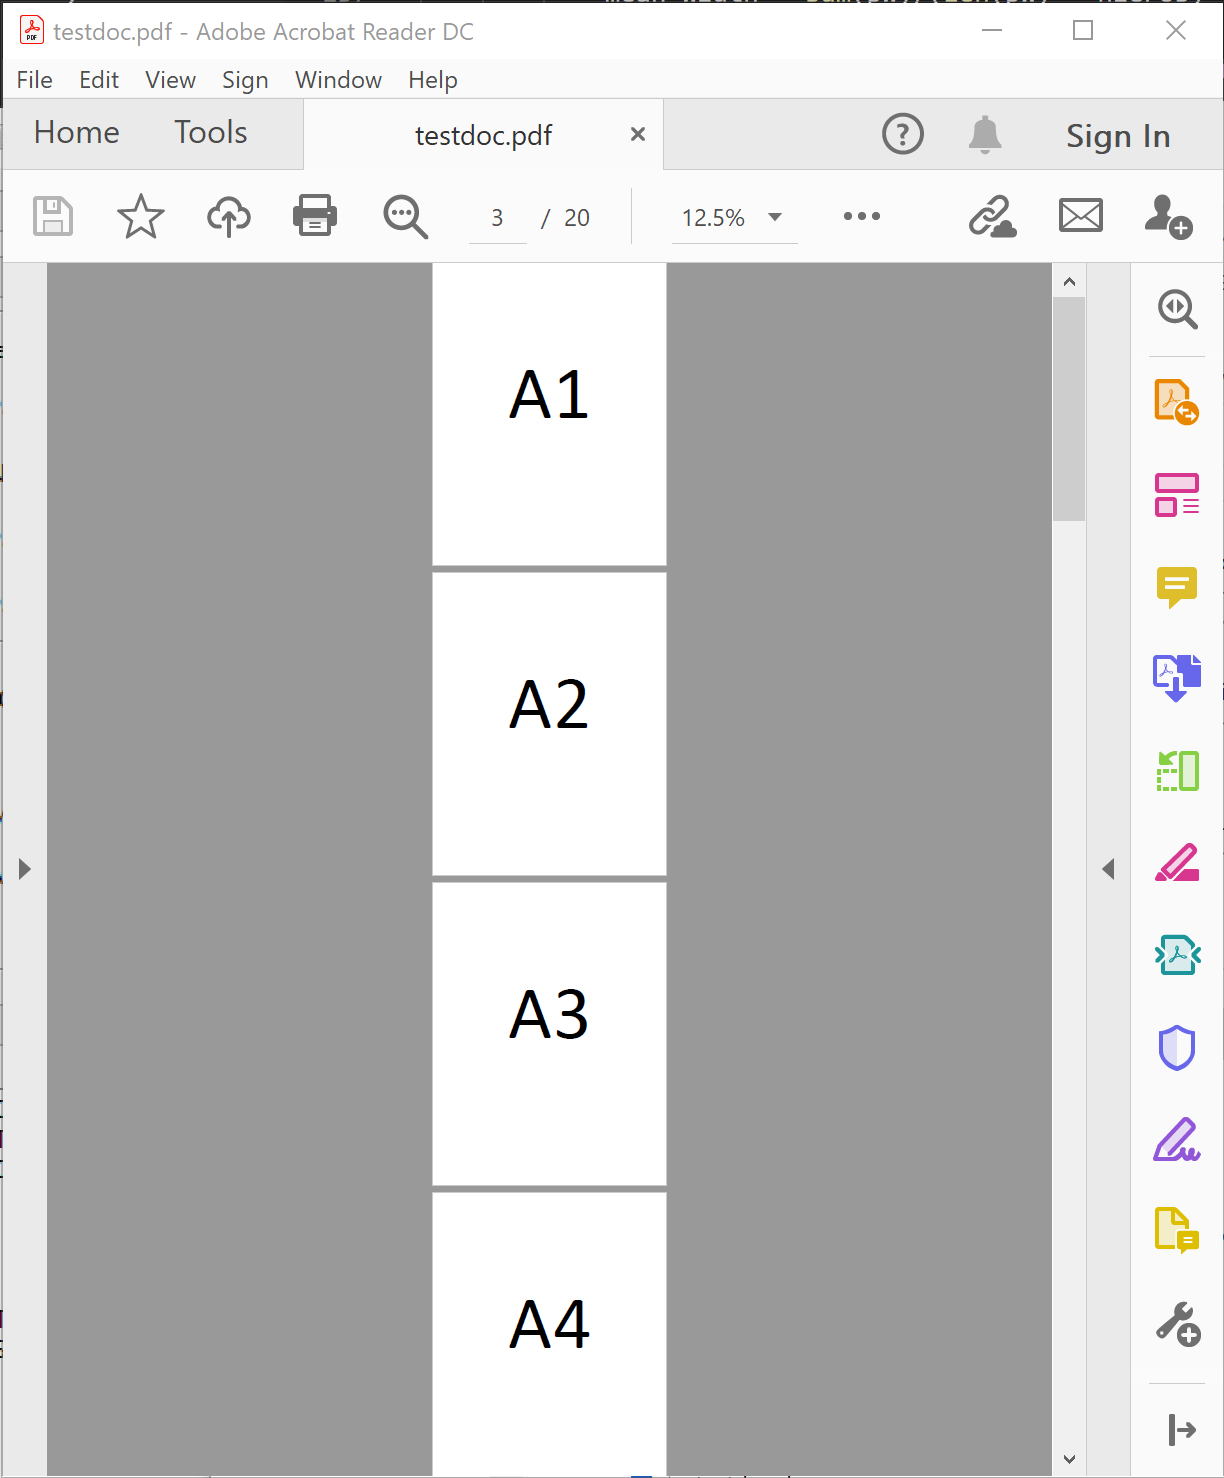 testdoc.pdf - Adobe Acrobat Reader DC
File Edit View Sign Window Help
Home Tools testdoc.pdf Sign In
3 / 20 12.5%
A1
A2
A3
A4